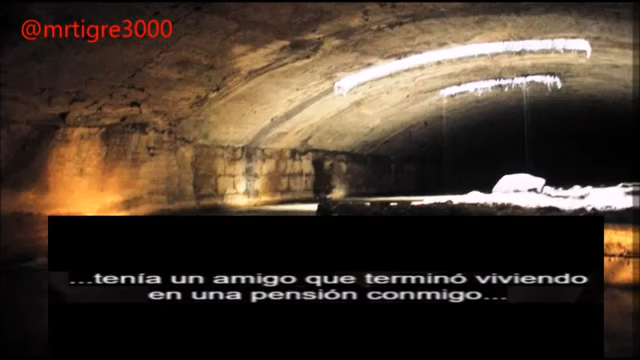 @mrtigre3000
...tenía un amigo que terminó viviendo
en una pensión conmigo...